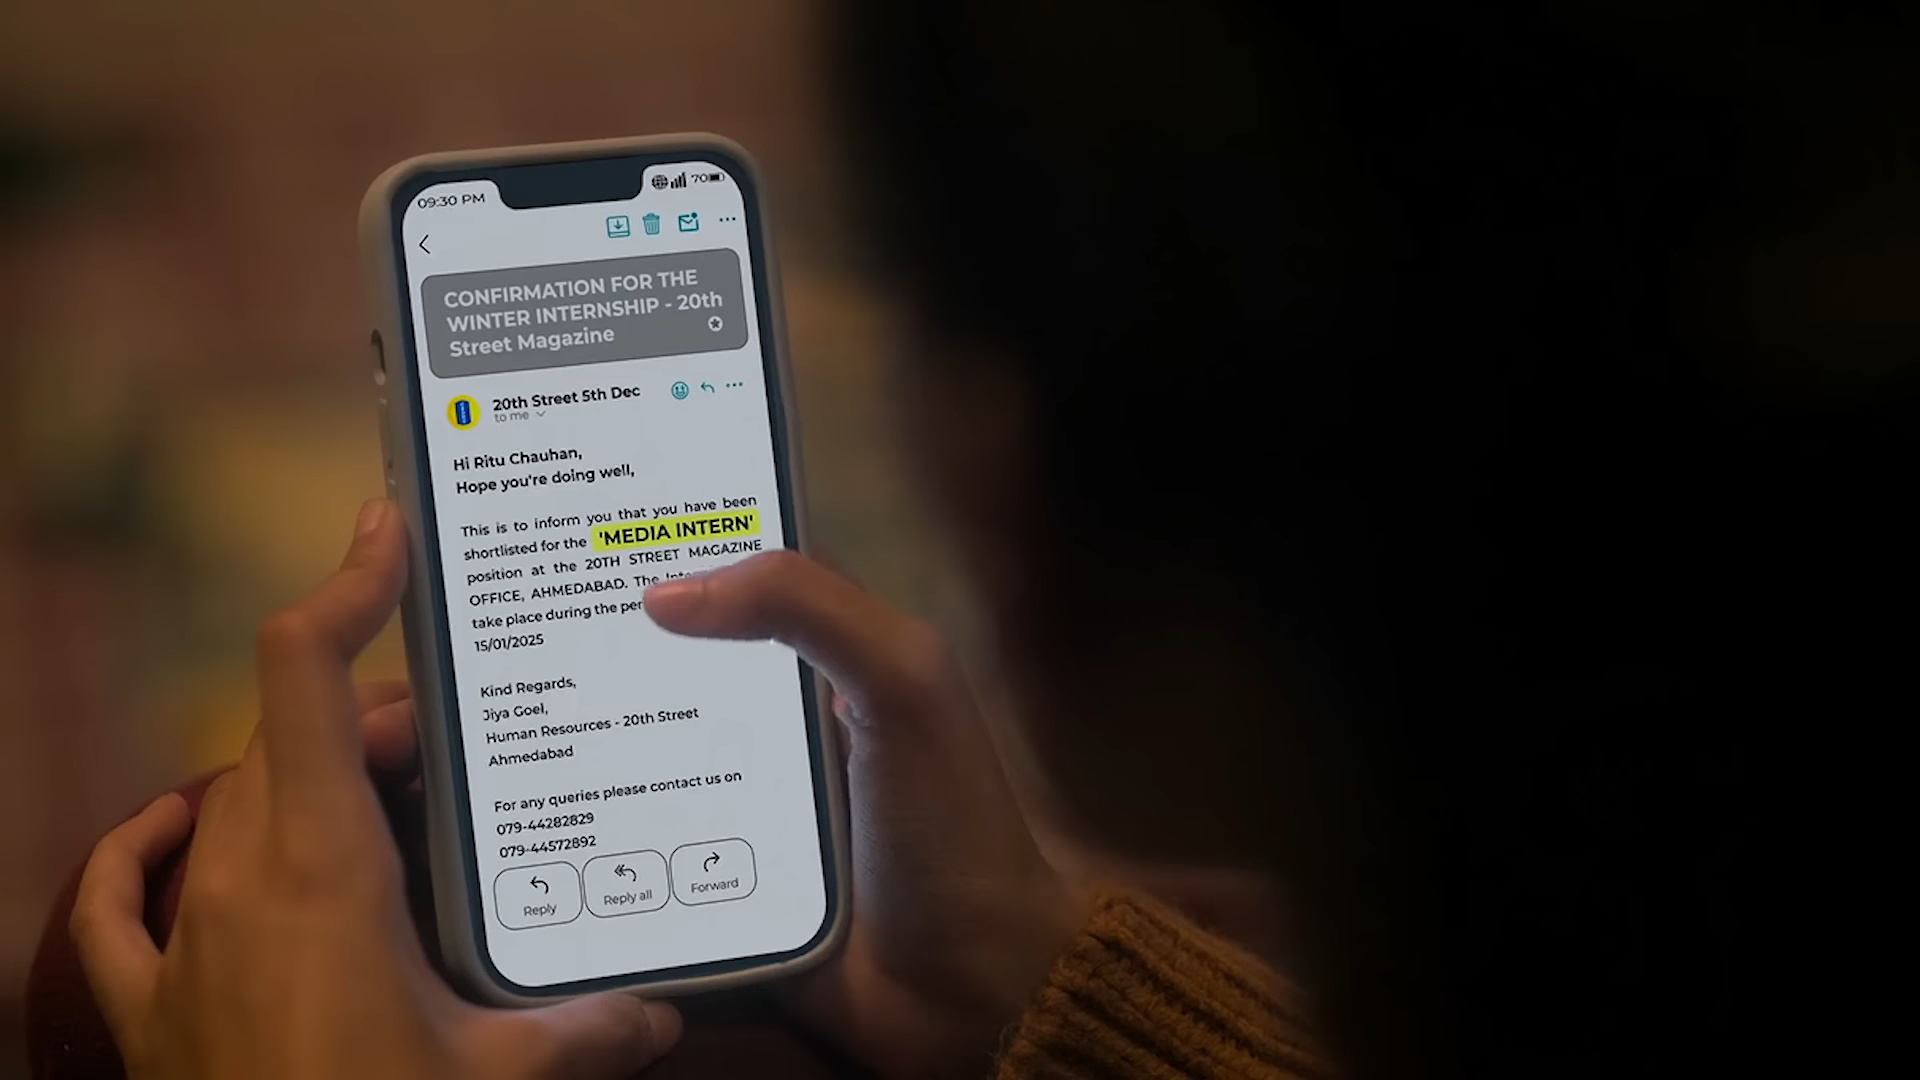 09:30 PM
70
CONFIRMATION FOR THE
WINTER INTERNSHIP - 20th
Street Magazine
20th Street 5th Dec
to me
Hi Ritu Chauhan,
Hope you're doing well,
This is to inform you that you have been
shortlisted for the 'MEDIA INTERN'
position at the 20TH STREET MAGAZINE
OFFICE, AHMEDABAD. The
take place during the
15/01/2025
Kind Regards,
Jiya Goel,
Human Resources - 20th Street
Ahmedabad
For any queries please contact us on
079-44282829
079-44572892
Reply
Reply all
Forward